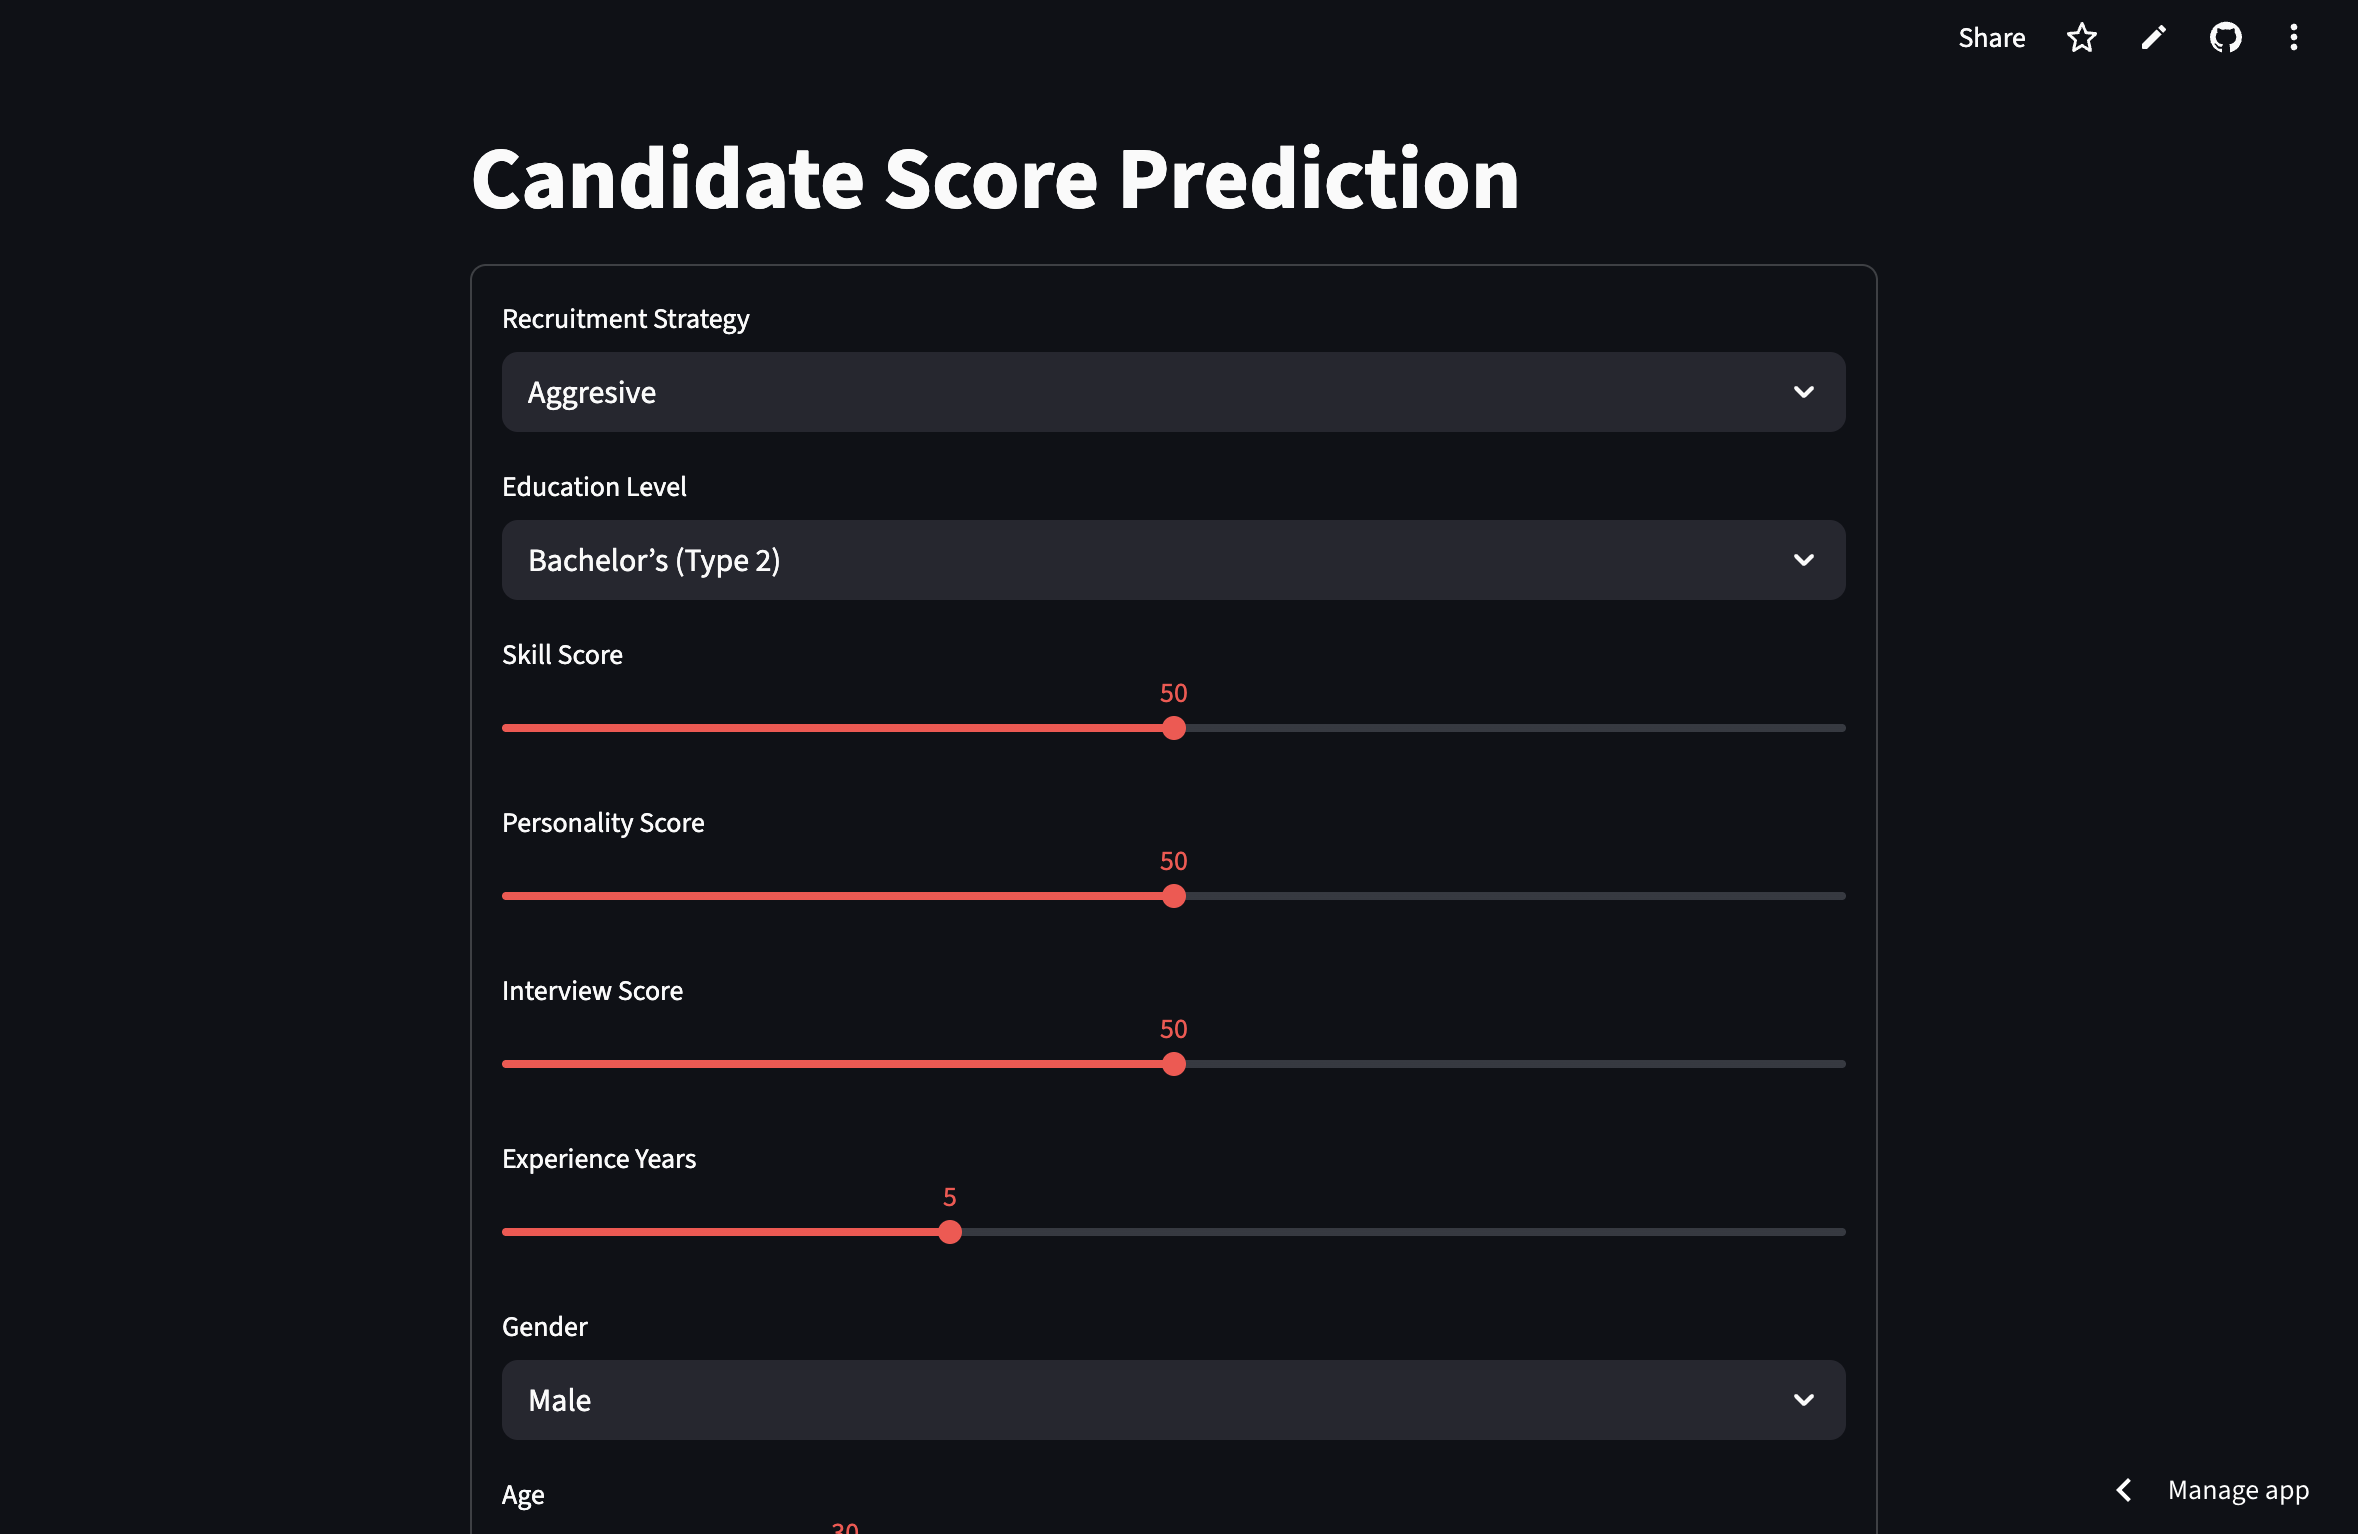 Share
Candidate Score Prediction
Recruitment Strategy
Aggresive
Education Level
Bachelor’s (Type 2)
Skill Score
50
Personality Score
50
Interview Score
50
Experience Years
5
Gender
Male
Age
30
Manage app